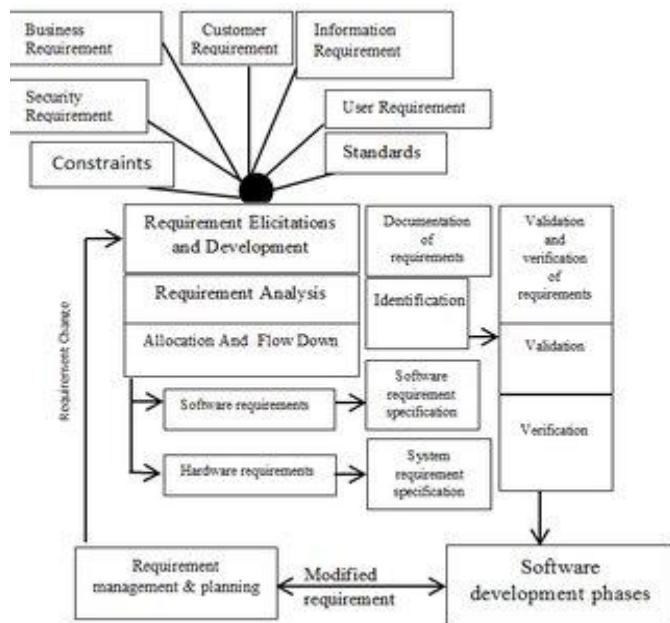 Business
Requirement
Customer
Requirement
Information
Requirement
Security
Requirement
User Requirement
Constraints
Standards
Requirement Elicitations
and Development
Documentation
of
requirements
Validation
and
verification
of
requirements
Requirement Analysis
Identification
Allocation And Flow Down
Validation
Requirement Change
Software requirements
Software
requirement
specification
Verification
Hardware requirements
System
requirement
specification
Requirement
management & planning
Modified
requirement
Software
development phases